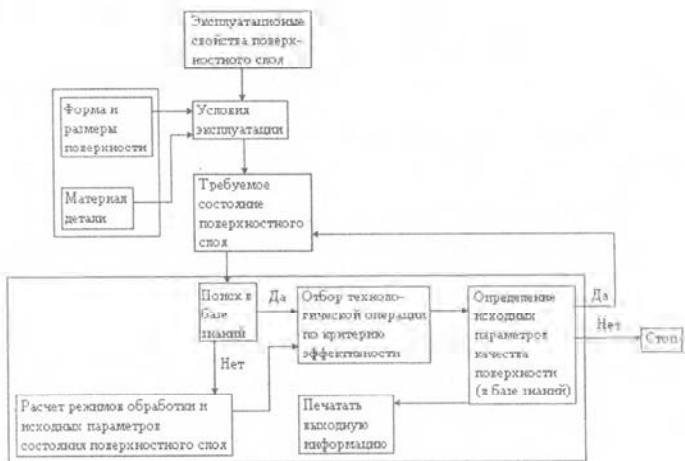 Эксплуатационные
свойства поверх-
ностного слоя
Форма и
размеры
поверхности
Условия
эксплуатации
Материал
детали
Требуемое
состояние
поверхностного
слоя
Поиск в
базе
знаний
Да
Отбор техноло-
гической операции
по критерию
эффективности
Определение
исходных
параметров
качества
поверхности
(в базе знаний)
Да
Нет
Стоп
Нет
Расчет режимов обработки и
исходных параметров
состояния поверхностного слоя
Печатать
выходную
информацию